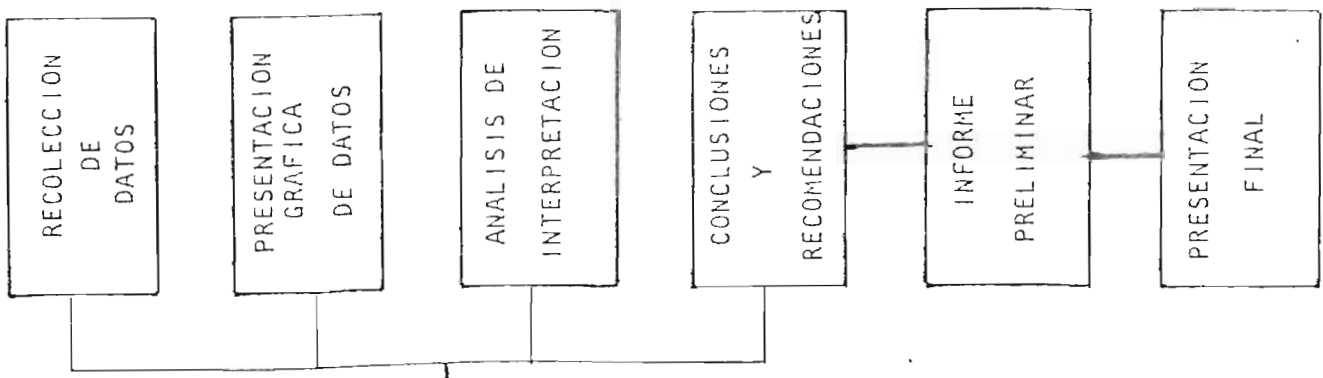 RECOLECCION
DE
DATOS
PRESENTACION
GRAFICA
DE DATOS
ANALISIS DE
INTERPRETACION
CONCLUSIONES
Y
RECOMENDACIONES
INFORME
PRELIMINAR
PRESENTACION
FINAL